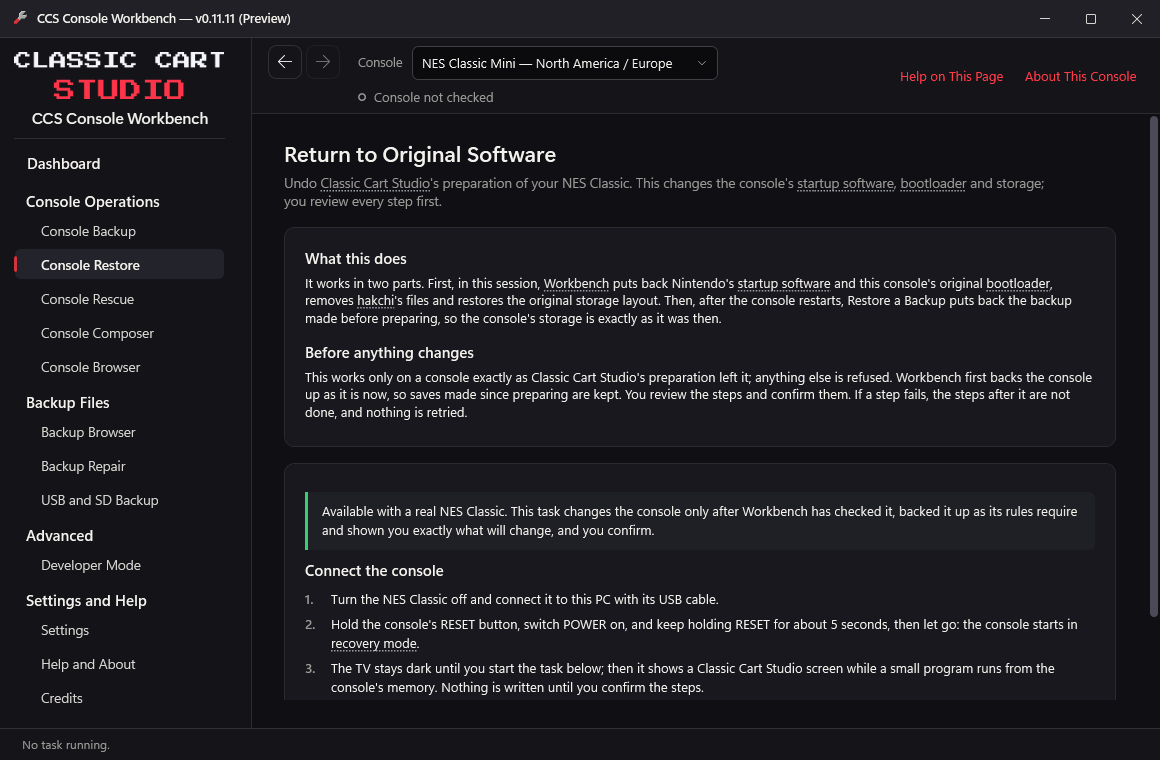 CCS Console Workbench — v0.11.11 (Preview)
CLASSIC CART
STUDIO
CCS Console Workbench
Dashboard
Console Operations
Console Backup
Console Restore
Console Rescue
Console Composer
Console Browser
Backup Files
Backup Browser
Backup Repair
USB and SD Backup
Advanced
Developer Mode
Settings and Help
Settings
Help and About
Credits
Console
NES Classic Mini — North America / Europe
Console not checked
Help on This Page
About This Console
Return to Original Software
Undo Classic Cart Studio's preparation of your NES Classic. This changes the console's startup software, bootloader and storage;
you review every step first.
What this does
It works in two parts. First, in this session, Workbench puts back Nintendo's startup software and this console's original bootloader,
removes hakchi's files and restores the original storage layout. Then, after the console restarts, Restore a Backup puts back the backup
made before preparing, so the console's storage is exactly as it was then.
Before anything changes
This works only on a console exactly as Classic Cart Studio's preparation left it; anything else is refused. Workbench first backs the console
up as it is now, so saves made since preparing are kept. You review the steps and confirm them. If a step fails, the steps after it are not
done, and nothing is retried.
Available with a real NES Classic. This task changes the console only after Workbench has checked it, backed it up as its rules require
and shown you exactly what will change, and you confirm.
Connect the console
1. Turn the NES Classic off and connect it to this PC with its USB cable.
2. Hold the console's RESET button, switch POWER on, and keep holding RESET for about 5 seconds, then let go: the console starts in
recovery mode.
3. The TV stays dark until you start the task below; then it shows a Classic Cart Studio screen while a small program runs from the
console's memory. Nothing is written until you confirm the steps.
No task running.